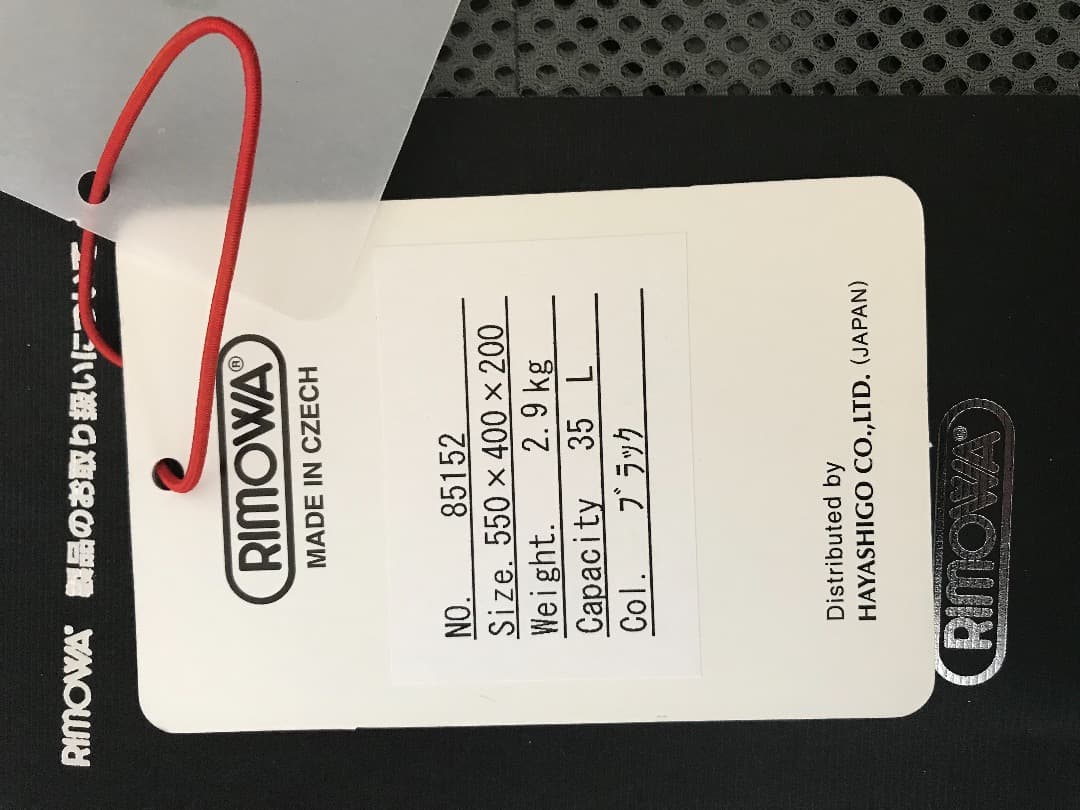 RIMOWA® 製品のお取り扱いについて
RIMOWA®
MADE IN CZECH
NO. 85152
Size. 550×400×200
Weight. 2.9kg
Capacity 35 L
Col. ﾌﾞﾗｯｸ
Distributed by
HAYASHIGO CO.,LTD. (JAPAN)
RIMOWA®